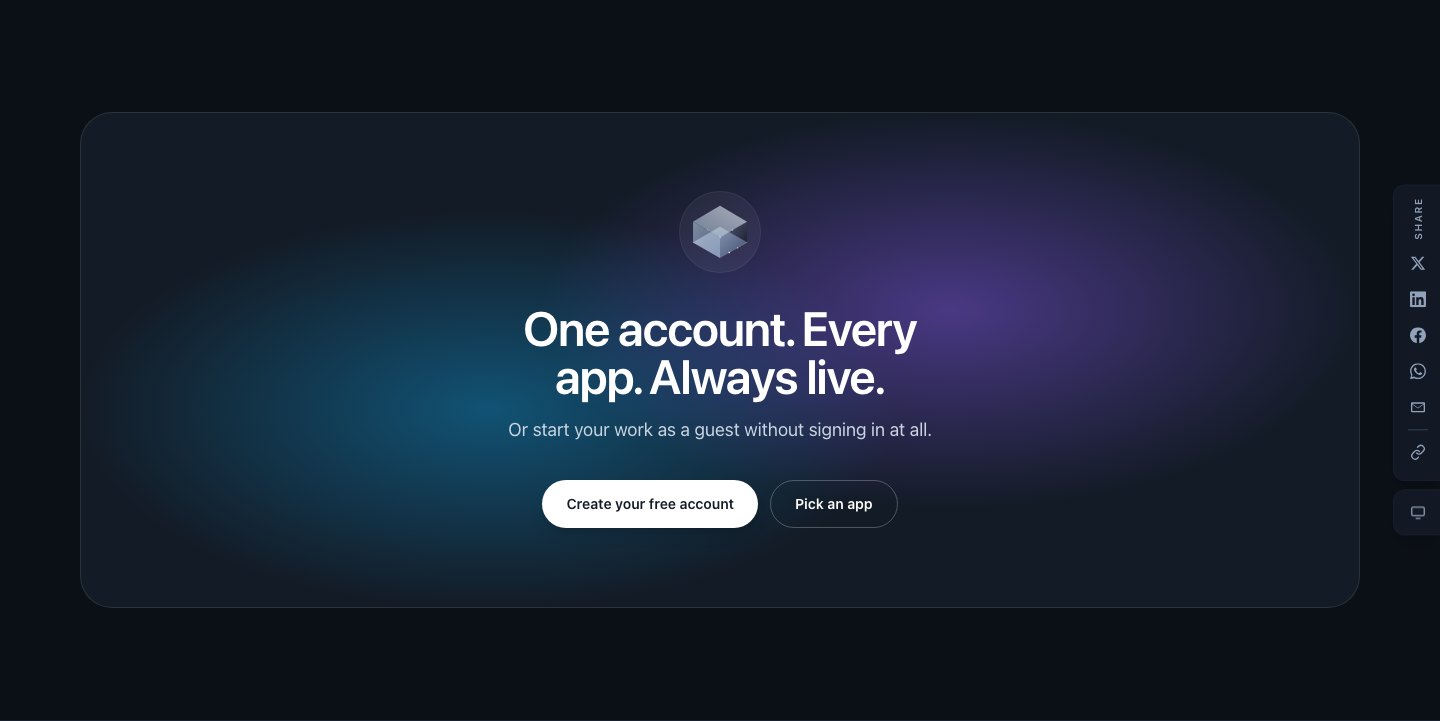 One account. Every
app. Always live.
Or start your work as a guest without signing in at all.
Create your free account
Pick an app
SHARE